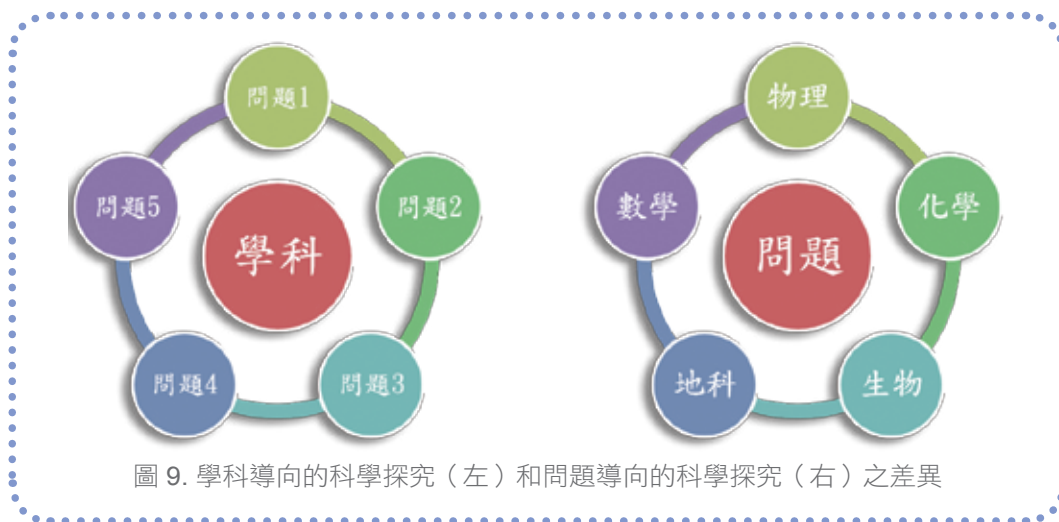 問題1
問題5
問題2
學科
問題4
問題3
物理
數學
化學
問題
地科
生物
圖 9. 學科導向的科學探究（左）和問題導向的科學探究（右）之差異